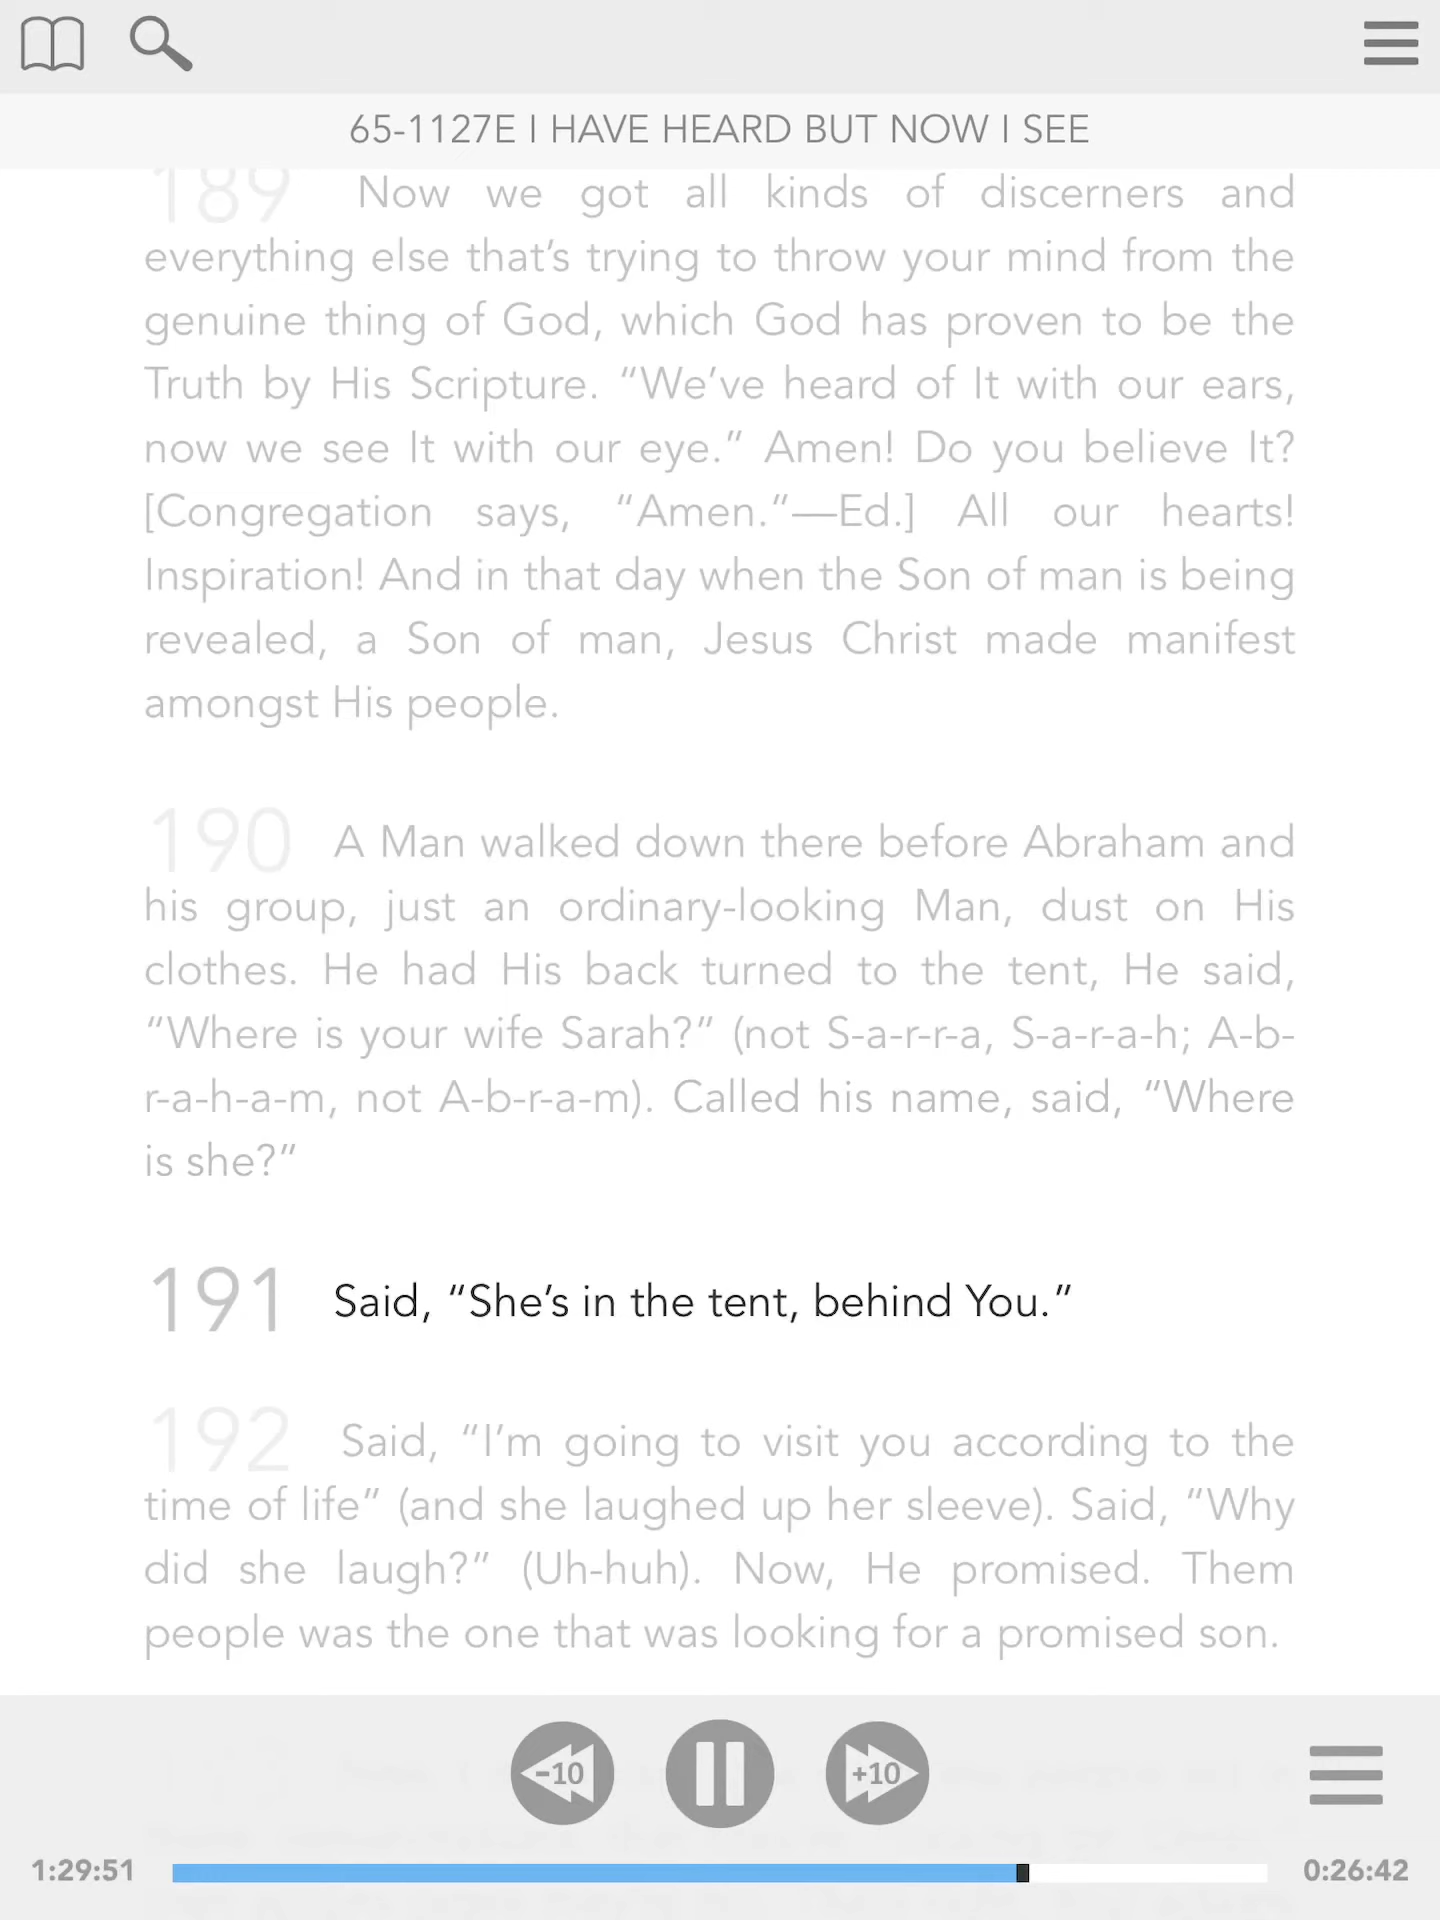 65-1127E I HAVE HEARD BUT NOW I SEE
189 Now we got all kinds of discerners and
everything else that’s trying to throw your mind from the
genuine thing of God, which God has proven to be the
Truth by His Scripture. “We’ve heard of It with our ears,
now we see It with our eye.” Amen! Do you believe It?
[Congregation says, “Amen.“—Ed.] All our hearts!
Inspiration! And in that day when the Son of man is being
revealed, a Son of man, Jesus Christ made manifest
amongst His people.
190 A Man walked down there before Abraham and
his group, just an ordinary-looking Man, dust on His
clothes. He had His back turned to the tent, He said,
“Where is your wife Sarah?” (not S-a-r-r-a, S-a-r-a-h; A-b-
r-a-h-a-m, not A-b-r-a-m). Called his name, said, “Where
is she?”
191 Said, “She’s in the tent, behind You.”
192 Said, “I’m going to visit you according to the
time of life” (and she laughed up her sleeve). Said, “Why
did she laugh?” (Uh-huh). Now, He promised. Them
people was the one that was looking for a promised son.
-10 +10
1:29:51 0:26:42